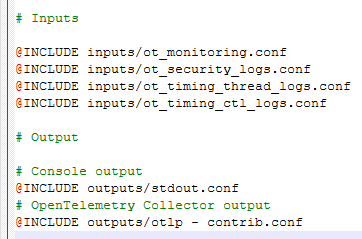 # Inputs
@INCLUDE inputs/ot_monitoring.conf
@INCLUDE inputs/ot_security_logs.conf
@INCLUDE inputs/ot_timing_thread_logs.conf
@INCLUDE inputs/ot_timing_ctl_logs.conf
# Output
# Console output
@INCLUDE outputs/stdout.conf
# OpenTelemetry Collector output
@INCLUDE outputs/otlp - contrib.conf